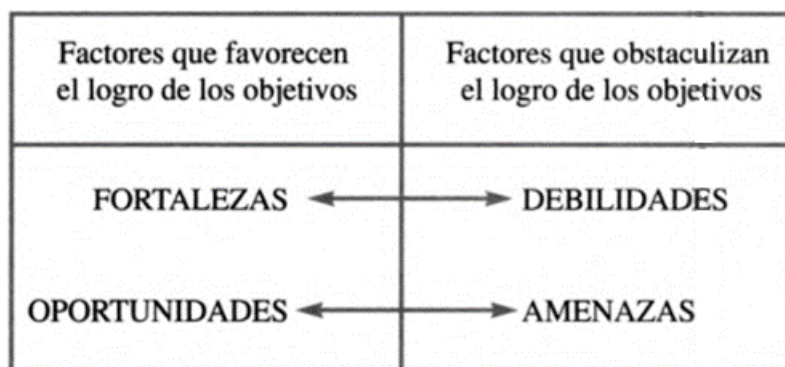 Factores que favorecen
el logro de los objetivos
Factores que obstaculizan
el logro de los objetivos
FORTALEZAS
DEBILIDADES
OPORTUNIDADES
AMENAZAS